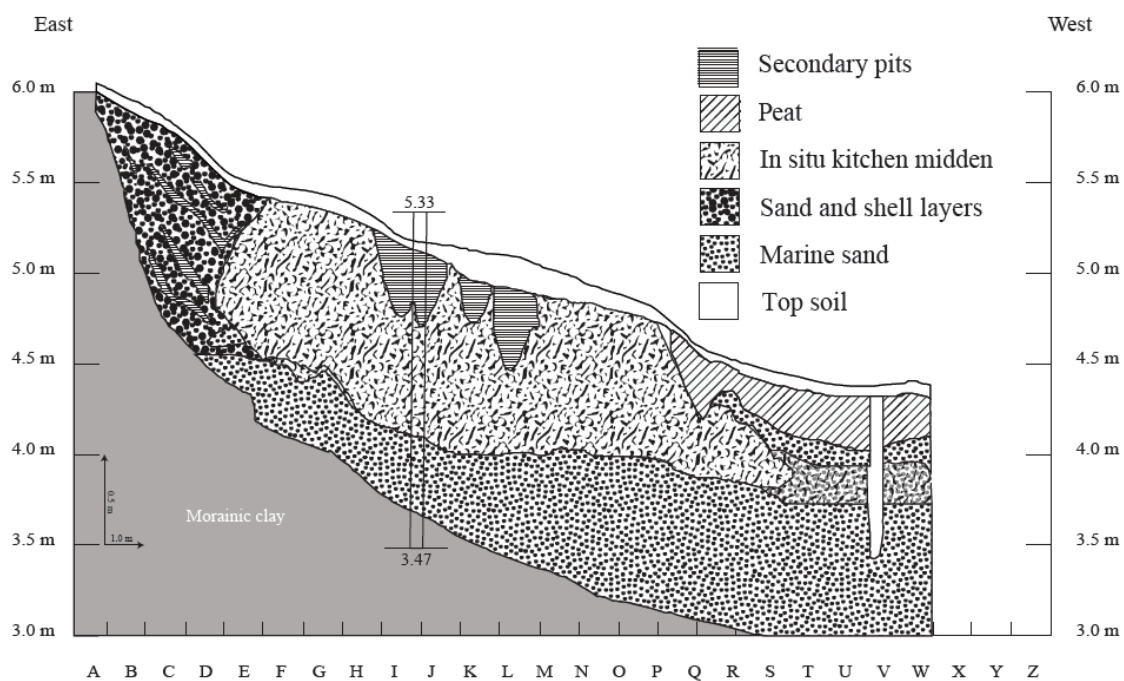 East
West
6.0 m
5.5 m
5.0 m
4.5 m
4.0 m
3.5 m
3.0 m
Secondary pits
Peat
In situ kitchen midden
Sand and shell layers
Marine sand
Top soil
6.0 m
5.5 m
5.0 m
4.5 m
4.0 m
3.5 m
3.0 m
5.33
3.47
Morainic clay
0.5 m
1.0 m
A B C D E F G H I J K L M N O P Q R S T U V W X Y Z